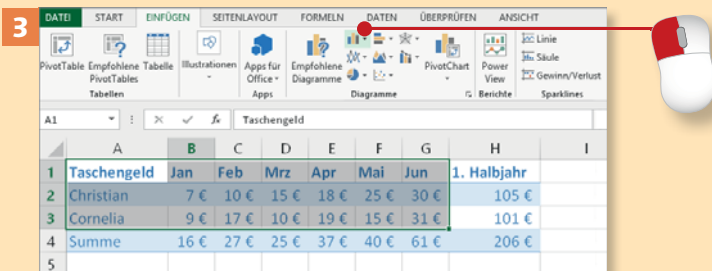 3
DATEI START EINFÜGEN SEITENLAYOUT FORMELN DATEN ÜBERPRÜFEN ANSICHT
PivotTable Empfohlene PivotTables Tabelle Illustrationen Apps für Office Empfohlene Diagramme PivotChart Power View Linie
Säule
Gewinn/Verlust
Tabellen Apps Diagramme Berichte Sparklines
A1 fx Taschengeld
A B C D E F G H I
1 Taschengeld Jan Feb Mrz Apr Mai Jun 1. Halbjahr
2 Christian 7 € 10 € 15 € 18 € 25 € 30 € 105 €
3 Cornelia 9 € 17 € 10 € 19 € 15 € 31 € 101 €
4 Summe 16 € 27 € 25 € 37 € 40 € 61 € 206 €
5